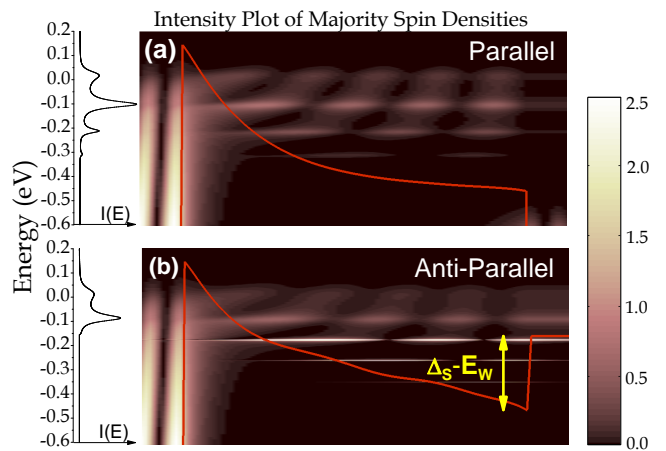 Intensity Plot of Majority Spin Densities
(a)
Parallel
0.2
0.1
0.0
-0.1
-0.2
-0.3
-0.4
-0.5
-0.6
I(E)
Energy (eV)
(b)
Anti-Parallel
0.2
0.1
0.0
-0.1
-0.2
-0.3
-0.4
-0.5
-0.6
I(E)
Δ_S-E_W
2.5
2.0
1.5
1.0
0.5
0.0